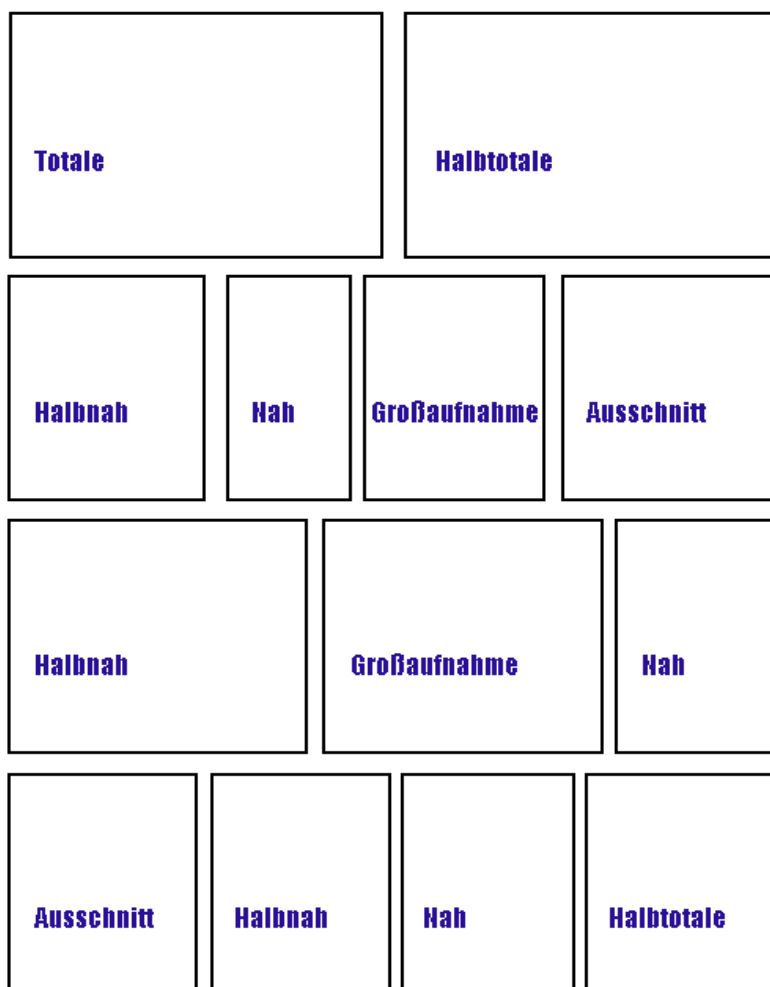 Totale
Halbtotale
Halbnah
Nah
Großaufnahme
Ausschnitt
Halbnah
Großaufnahme
Nah
Ausschnitt
Halbnah
Nah
Halbtotale